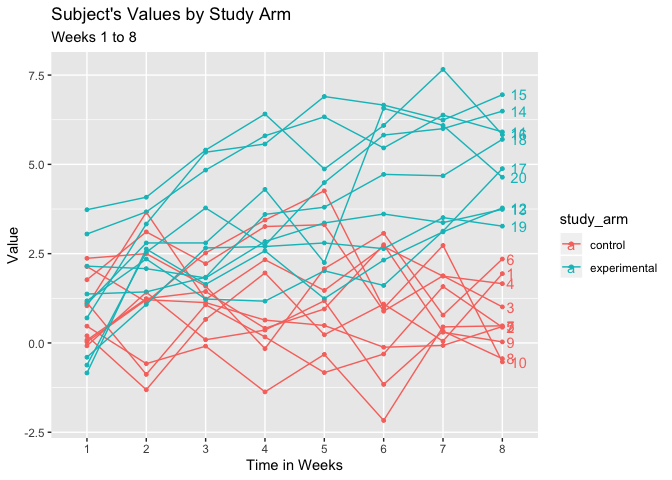 Subject's Values by Study Arm
Weeks 1 to 8
7.5
5.0
2.5
0.0
-2.5
Value
15
14
18
17
20
12
19
6
1
4
3
9
8
10
study_arm
a control
a experimental
1 2 3 4 5 6 7 8
Time in Weeks